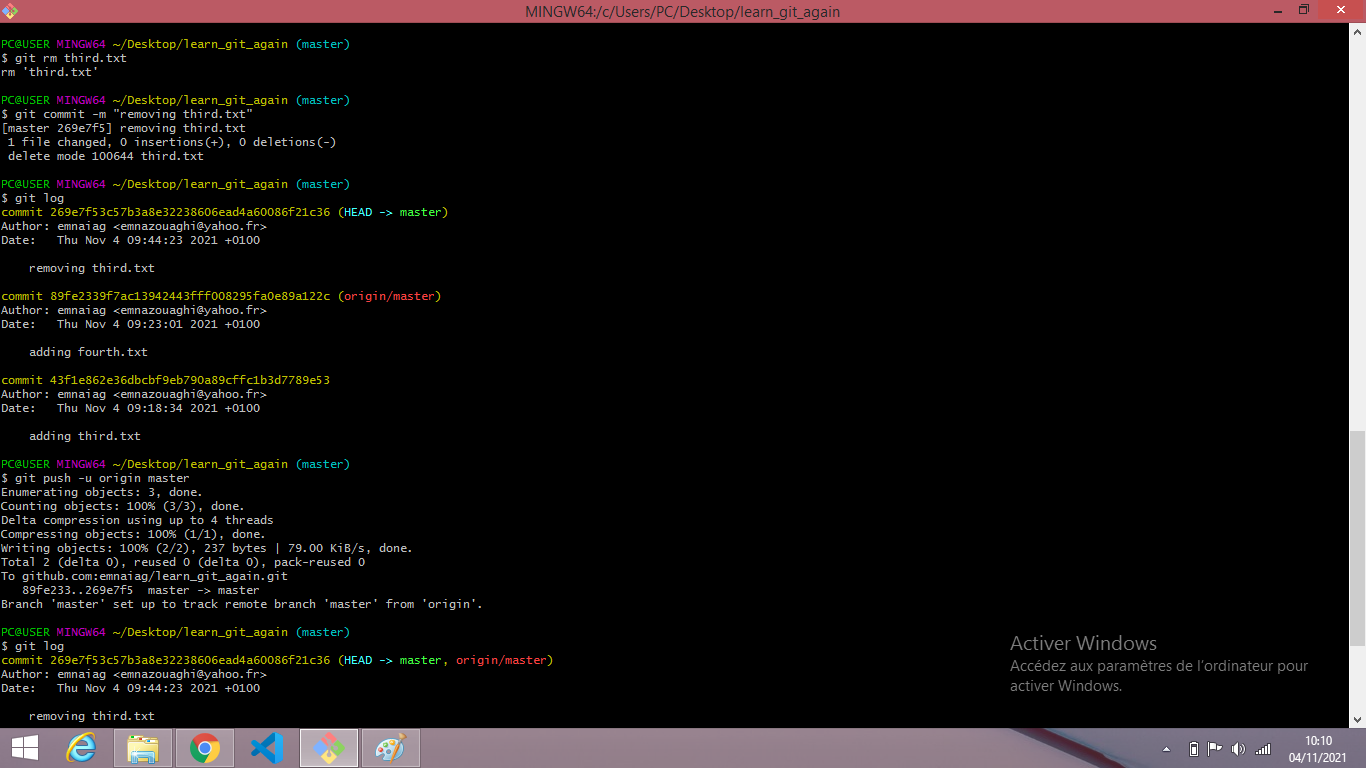 MINGW64:/c/Users/PC/Desktop/learn_git_again
PC@USER MINGW64 ~/Desktop/learn_git_again (master)
$ git rm third.txt
rm 'third.txt'
PC@USER MINGW64 ~/Desktop/learn_git_again (master)
$ git commit -m "removing third.txt"
[master 269e7f5] removing third.txt
 1 file changed, 0 insertions(+), 0 deletions(-)
 delete mode 100644 third.txt
PC@USER MINGW64 ~/Desktop/learn_git_again (master)
$ git log
commit 269e7f53c57b3a8e32238606ead4a60086f21c36 (HEAD -> master)
Author: emnaiag <emnazouaghi@yahoo.fr>
Date:   Thu Nov 4 09:44:23 2021 +0100
    removing third.txt
commit 89fe2339f7ac13942443fff008295fa0e89a122c (origin/master)
Author: emnaiag <emnazouaghi@yahoo.fr>
Date:   Thu Nov 4 09:23:01 2021 +0100
    adding fourth.txt
commit 43f1e862e36dbcbf9eb790a89cffc1b3d7789e53
Author: emnaiag <emnazouaghi@yahoo.fr>
Date:   Thu Nov 4 09:18:34 2021 +0100
    adding third.txt
PC@USER MINGW64 ~/Desktop/learn_git_again (master)
$ git push -u origin master
Enumerating objects: 3, done.
Counting objects: 100% (3/3), done.
Delta compression using up to 4 threads
Compressing objects: 100% (1/1), done.
Writing objects: 100% (2/2), 237 bytes | 79.00 KiB/s, done.
Total 2 (delta 0), reused 0 (delta 0), pack-reused 0
To github.com:emnaiag/learn_git_again.git
   89fe233..269e7f5  master -> master
Branch 'master' set up to track remote branch 'master' from 'origin'.
PC@USER MINGW64 ~/Desktop/learn_git_again (master)
$ git log
commit 269e7f53c57b3a8e32238606ead4a60086f21c36 (HEAD -> master, origin/master)
Author: emnaiag <emnazouaghi@yahoo.fr>
Date:   Thu Nov 4 09:44:23 2021 +0100
    removing third.txt
Activer Windows
Accédez aux paramètres de l'ordinateur pour
activer Windows.
10:10
04/11/2021